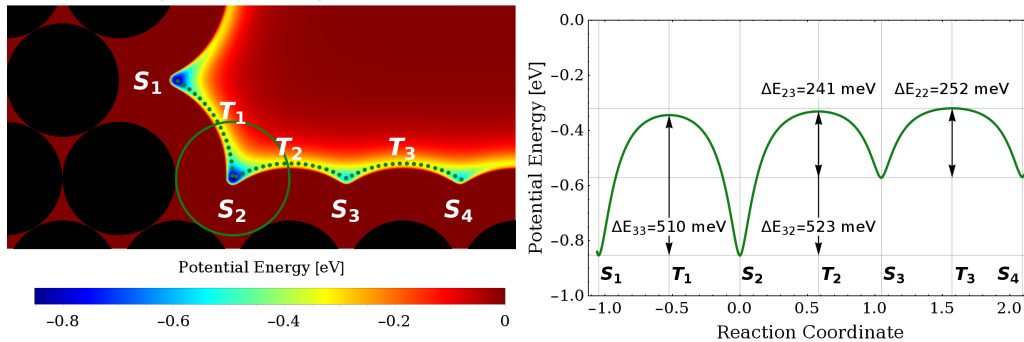 S₁
T₁
T₂
T₃
S₂
S₃
S₄
Potential Energy [eV]
−0.8
−0.6
−0.4
−0.2
0
Potential Energy [eV]
0.0
−0.2
−0.4
−0.6
−0.8
−1.0
ΔE₂₃=241 meV
ΔE₂₂=252 meV
ΔE₃₃=510 meV
ΔE₃₂=523 meV
S₁
T₁
S₂
T₂
S₃
T₃
S₄
−1.0
−0.5
0.0
0.5
1.0
1.5
2.0
Reaction Coordinate